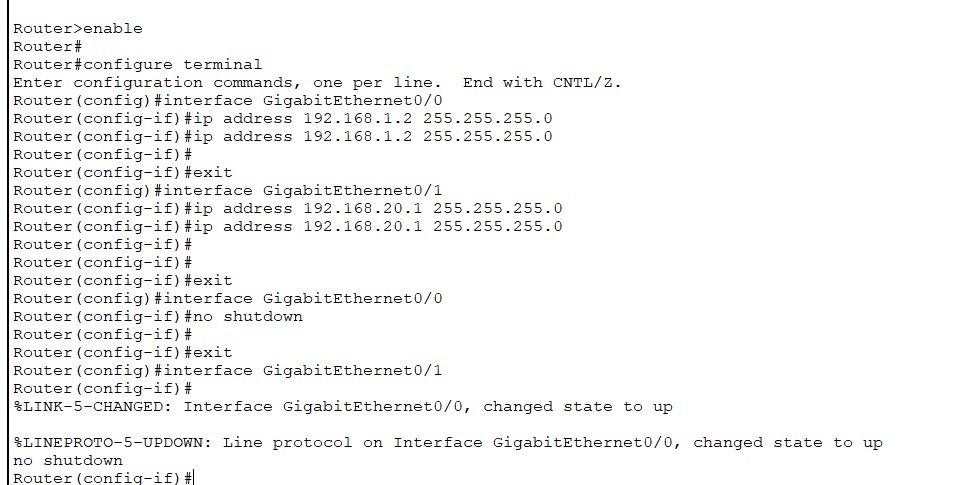 Router>enable
Router#
Router#configure terminal
Enter configuration commands, one per line.  End with CNTL/Z.
Router(config)#interface GigabitEthernet0/0
Router(config-if)#ip address 192.168.1.2 255.255.255.0
Router(config-if)#ip address 192.168.1.2 255.255.255.0
Router(config-if)#
Router(config-if)#exit
Router(config)#interface GigabitEthernet0/1
Router(config-if)#ip address 192.168.20.1 255.255.255.0
Router(config-if)#ip address 192.168.20.1 255.255.255.0
Router(config-if)#
Router(config-if)#
Router(config-if)#exit
Router(config)#interface GigabitEthernet0/0
Router(config-if)#no shutdown
Router(config-if)#
Router(config-if)#exit
Router(config)#interface GigabitEthernet0/1
Router(config-if)#
%LINK-5-CHANGED: Interface GigabitEthernet0/0, changed state to up

%LINEPROTO-5-UPDOWN: Line protocol on Interface GigabitEthernet0/0, changed state to up
no shutdown
Router(config-if)#